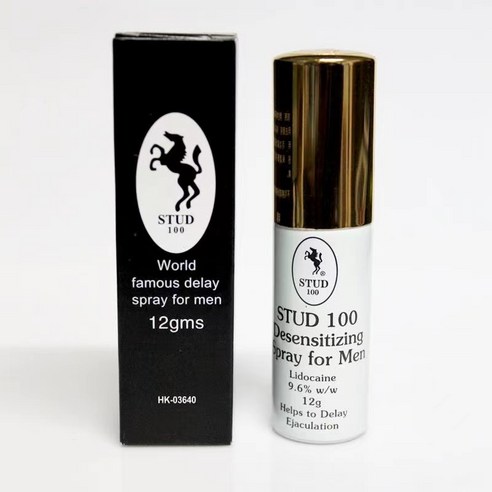 STUD
100
World
famous delay
spray for men
12gms
HK-03640
®
STUD
100
STUD 100
Desensitizing
Spray for Men
Lidocaine
9.6% w/w
12g
Helps to Delay
Ejaculation